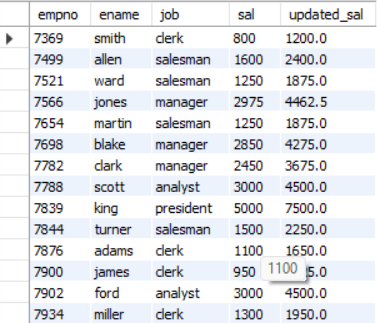 empno ename job sal updated_sal
7369 smith clerk 800 1200.0
7499 allen salesman 1600 2400.0
7521 ward salesman 1250 1875.0
7566 jones manager 2975 4462.5
7654 martin salesman 1250 1875.0
7698 blake manager 2850 4275.0
7782 clark manager 2450 3675.0
7788 scott analyst 3000 4500.0
7839 king president 5000 7500.0
7844 turner salesman 1500 2250.0
7876 adams clerk 1100 1650.0
7900 james clerk 950 1100 5.0
7902 ford analyst 3000 4500.0
7934 miller clerk 1300 1950.0